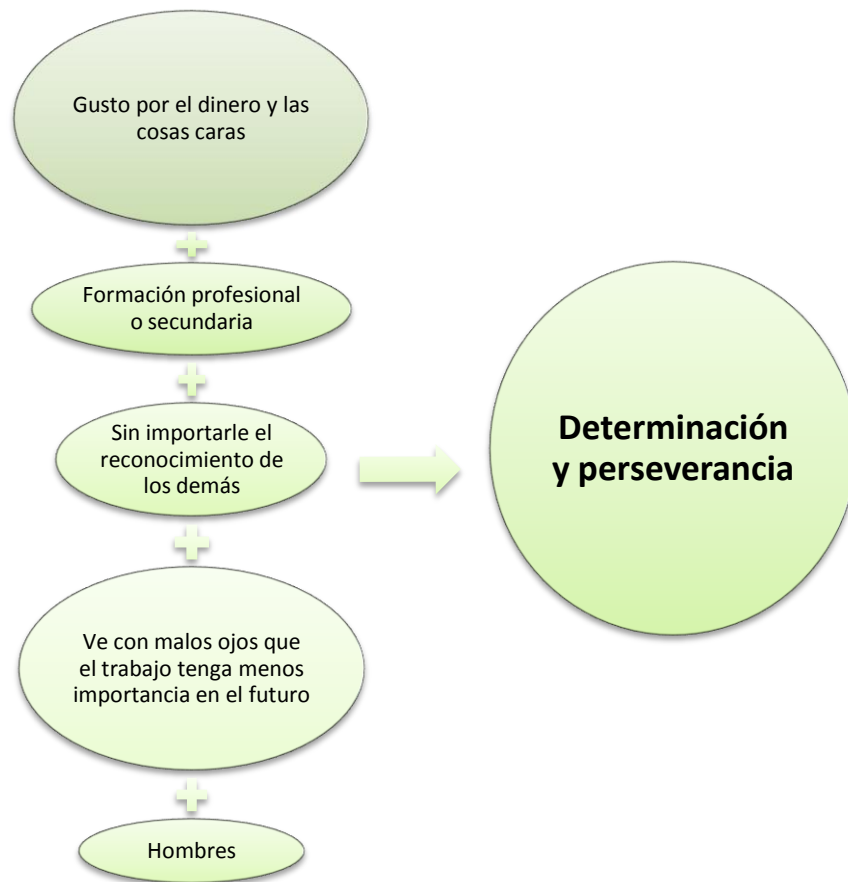 Gusto por el dinero y las
cosas caras
Formación profesional
o secundaria
Sin importarle el
reconocimiento de
los demás
Ve con malos ojos que
el trabajo tenga menos
importancia en el futuro
Hombres
Determinación
y perseverancia